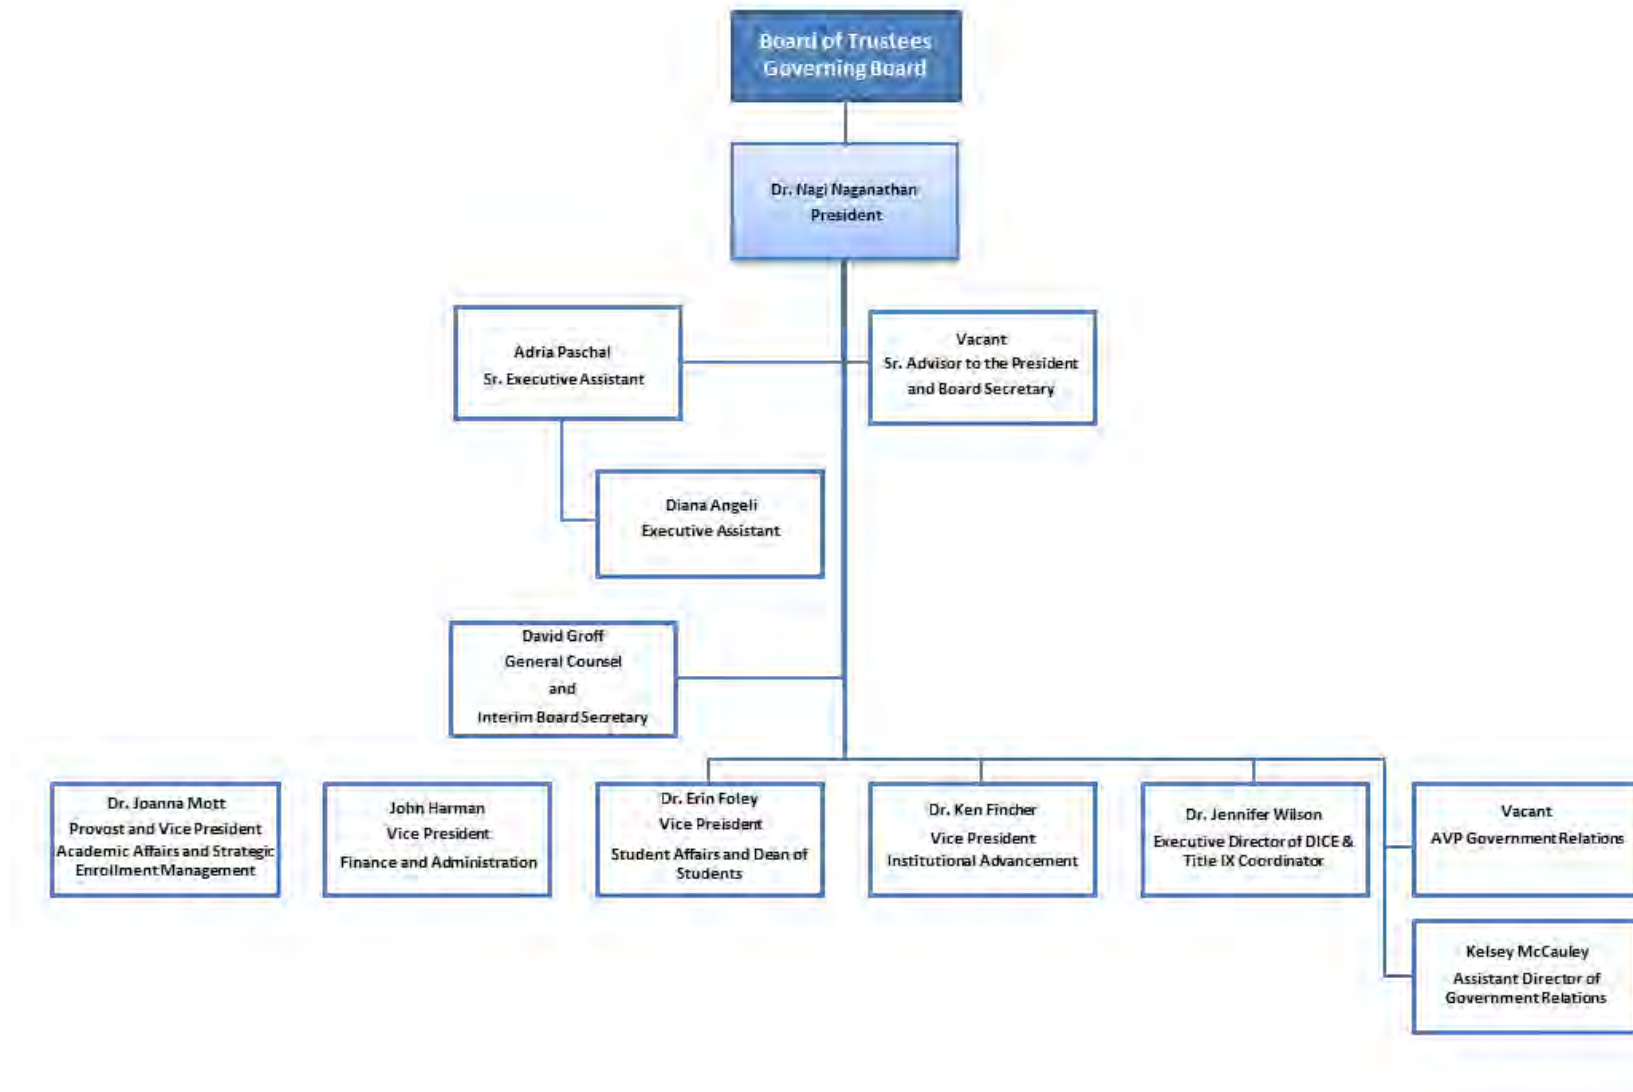 Board of Trustees
Governing Board
Dr. Nagi Naganathan
President
Adria Paschal
Sr. Executive Assistant
Vacant
Sr. Advisor to the President
and Board Secretary
Diana Angeli
Executive Assistant
David Groff
General Counsel
and
Interim Board Secretary
Dr. Joanna Mott
Provost and Vice President
Academic Affairs and Strategic
Enrollment Management
John Harman
Vice President
Finance and Administration
Dr. Erin Foley
Vice Preisdent
Student Affairs and Dean of
Students
Dr. Ken Fincher
Vice President
Institutional Advancement
Dr. Jennifer Wilson
Executive Director of DICE &
Title IX Coordinator
Vacant
AVP Government Relations
Kelsey McCauley
Assistant Director of
Government Relations